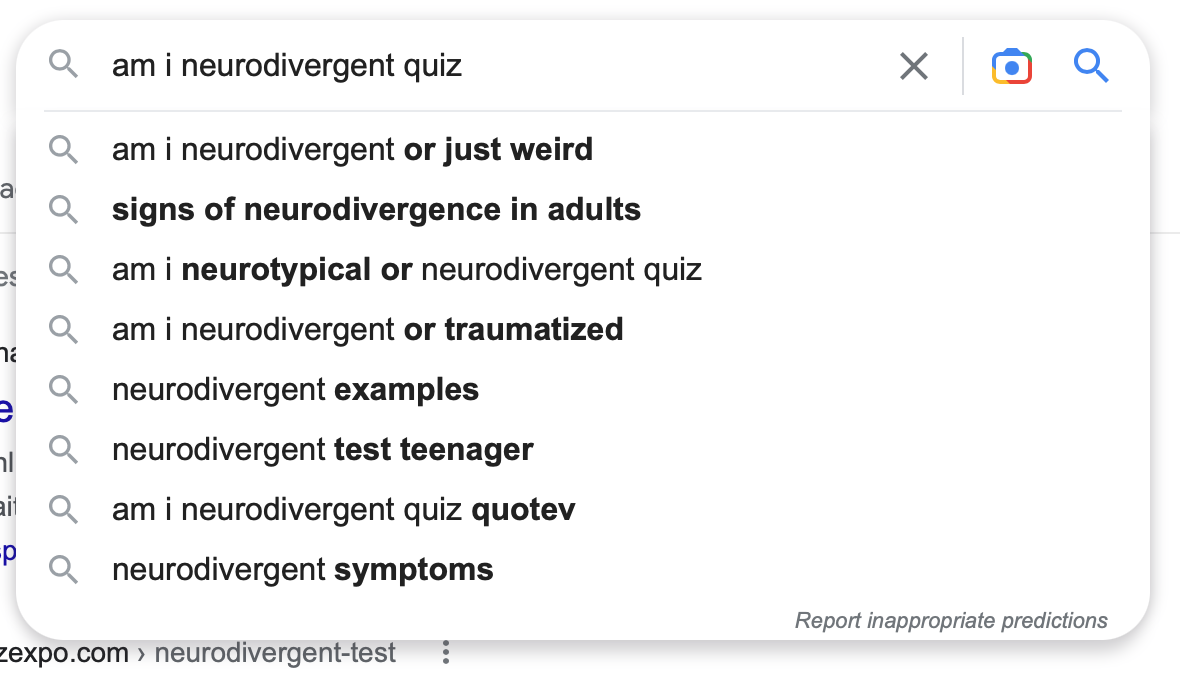 am i neurodivergent quiz
am i neurodivergent or just weird
signs of neurodivergence in adults
am i neurotypical or neurodivergent quiz
am i neurodivergent or traumatized
neurodivergent examples
neurodivergent test teenager
am i neurodivergent quiz quotev
neurodivergent symptoms
Report inappropriate predictions
zexpo.com › neurodivergent-test